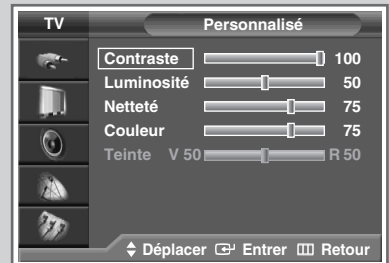 TV Personnalisé
Contraste 100
Luminosité 50
Netteté 75
Couleur 75
Teinte V 50 R 50
Déplacer Entrer Retour